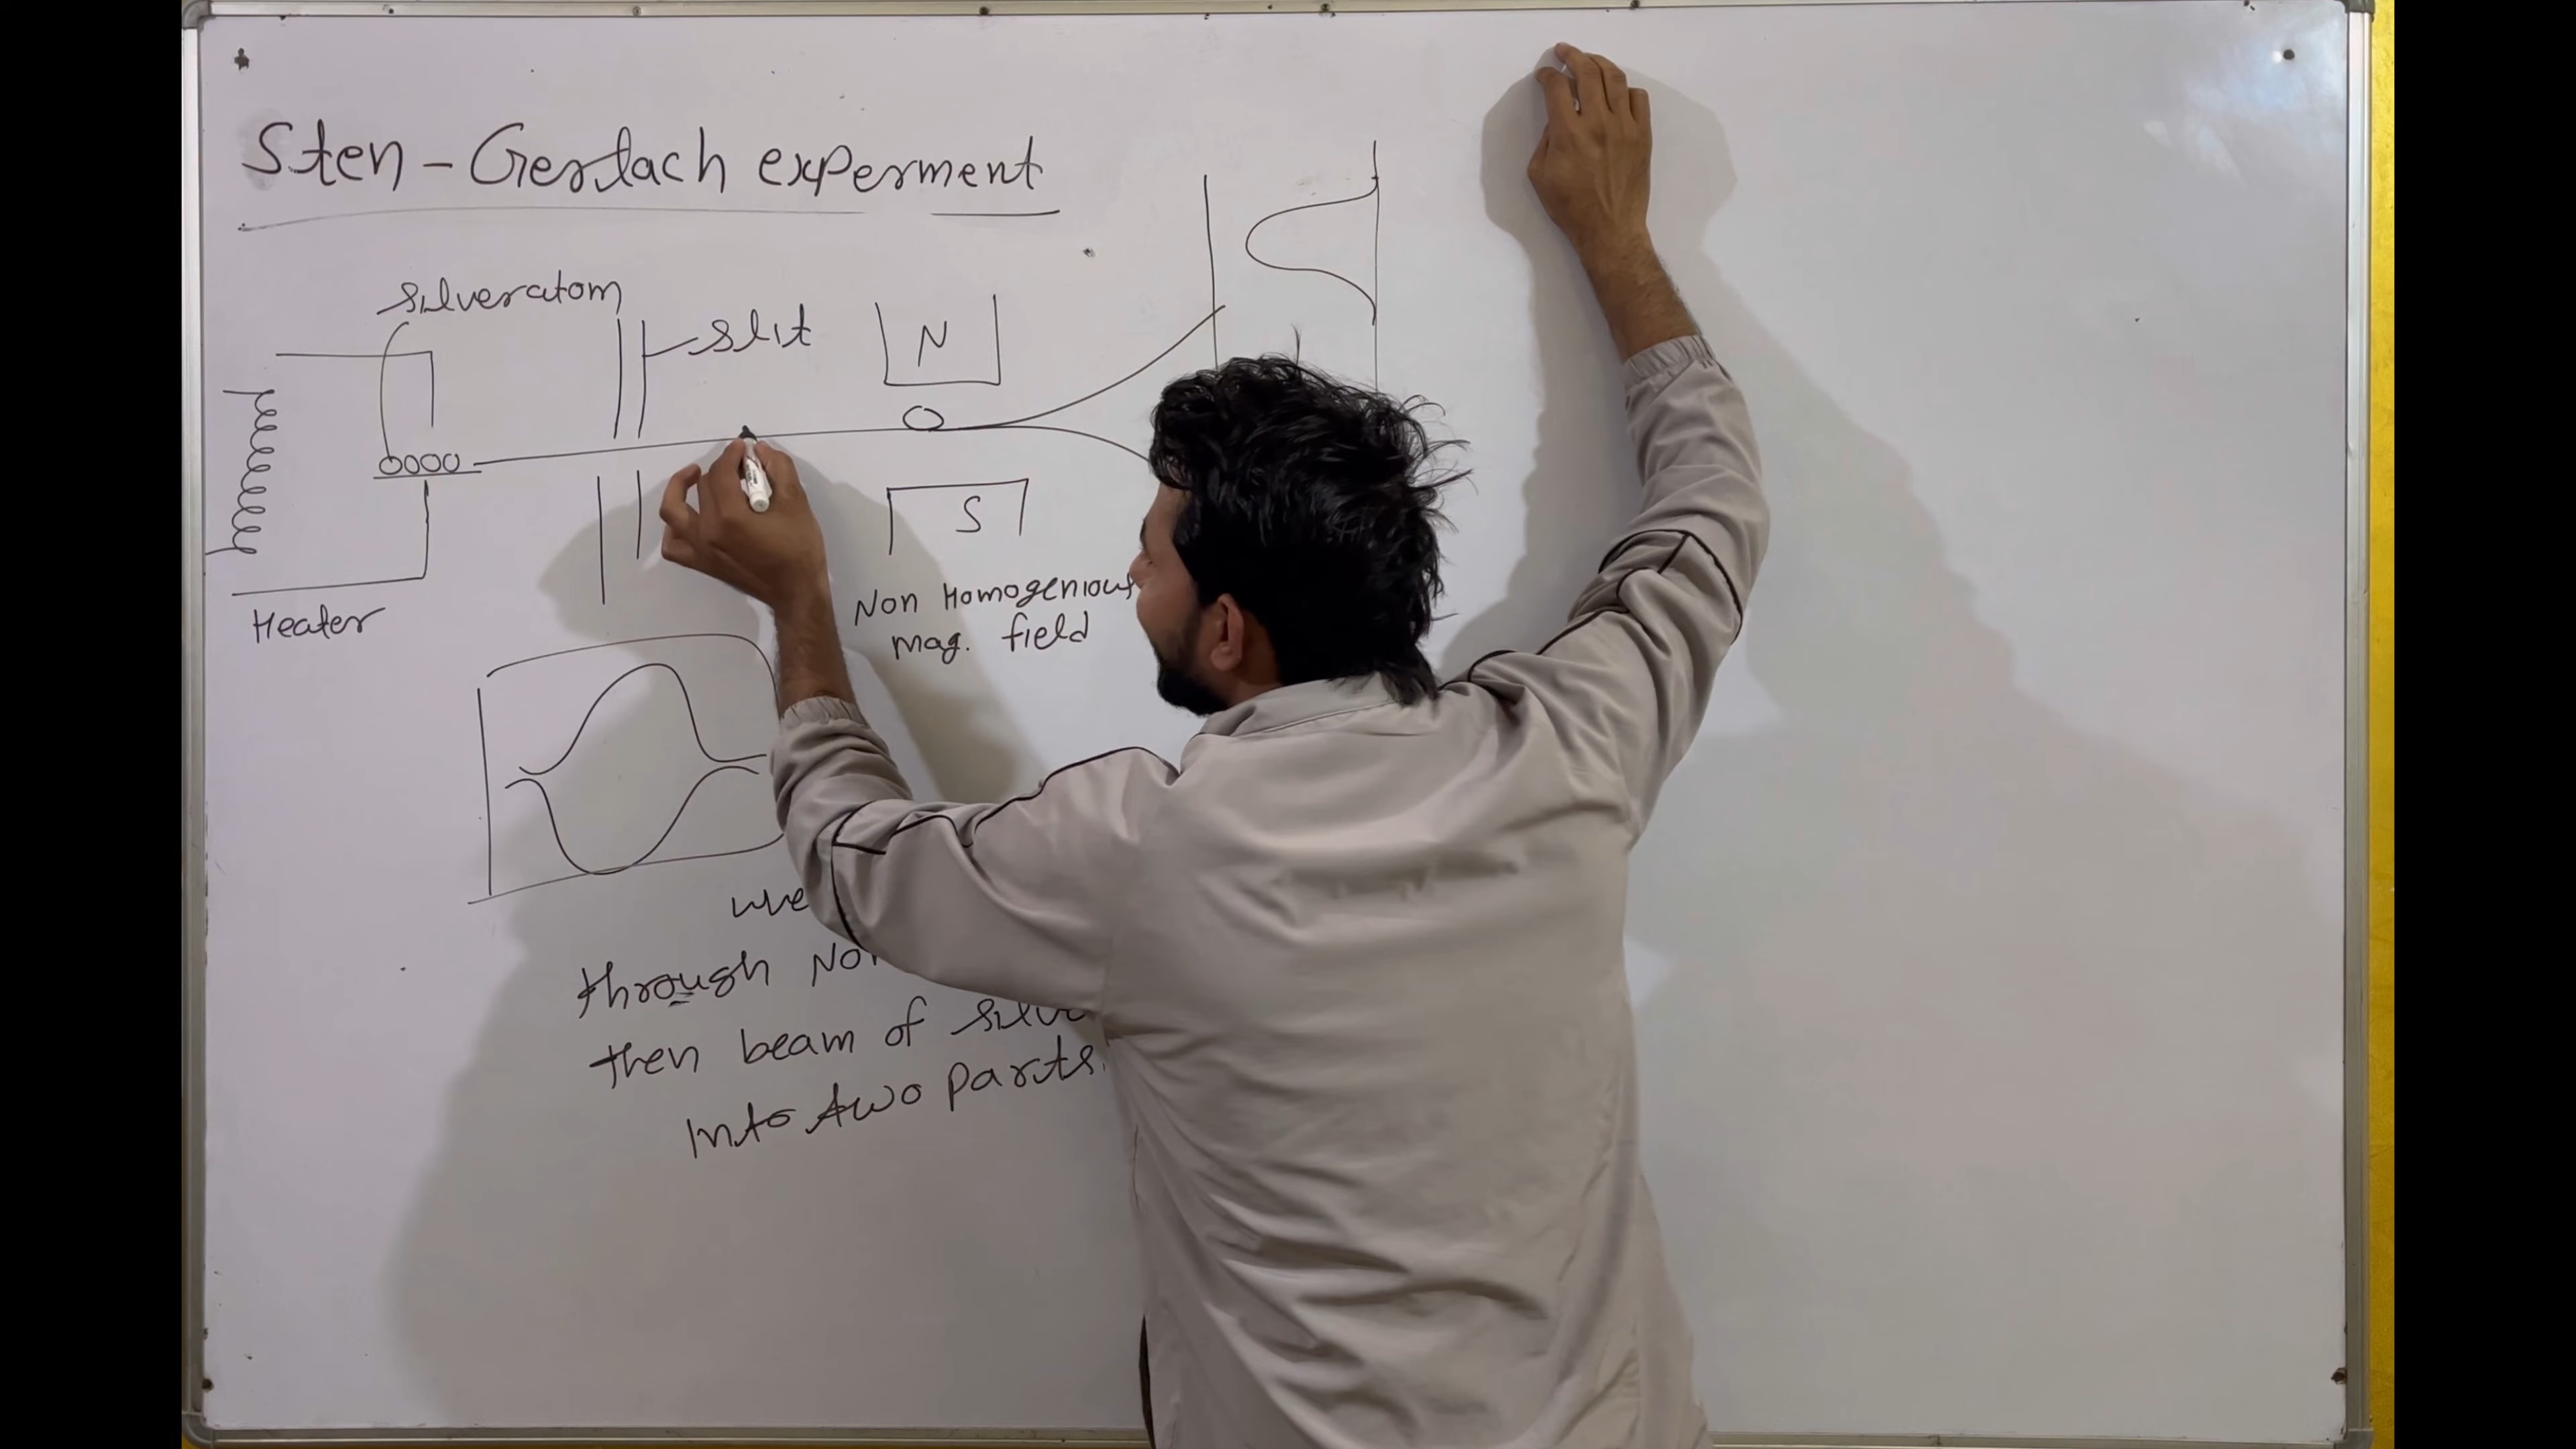 Sten - Gerlach experment
silveratom
slit
N
S
Non Homogenious
mag. field
Heater
through
then beam of
into two parts.